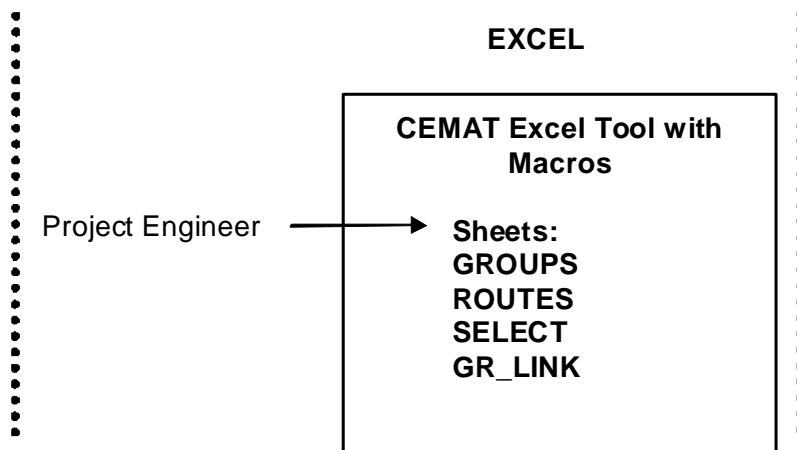 EXCEL
CEMAT Excel Tool with
Macros
Project Engineer
Sheets:
GROUPS
ROUTES
SELECT
GR_LINK